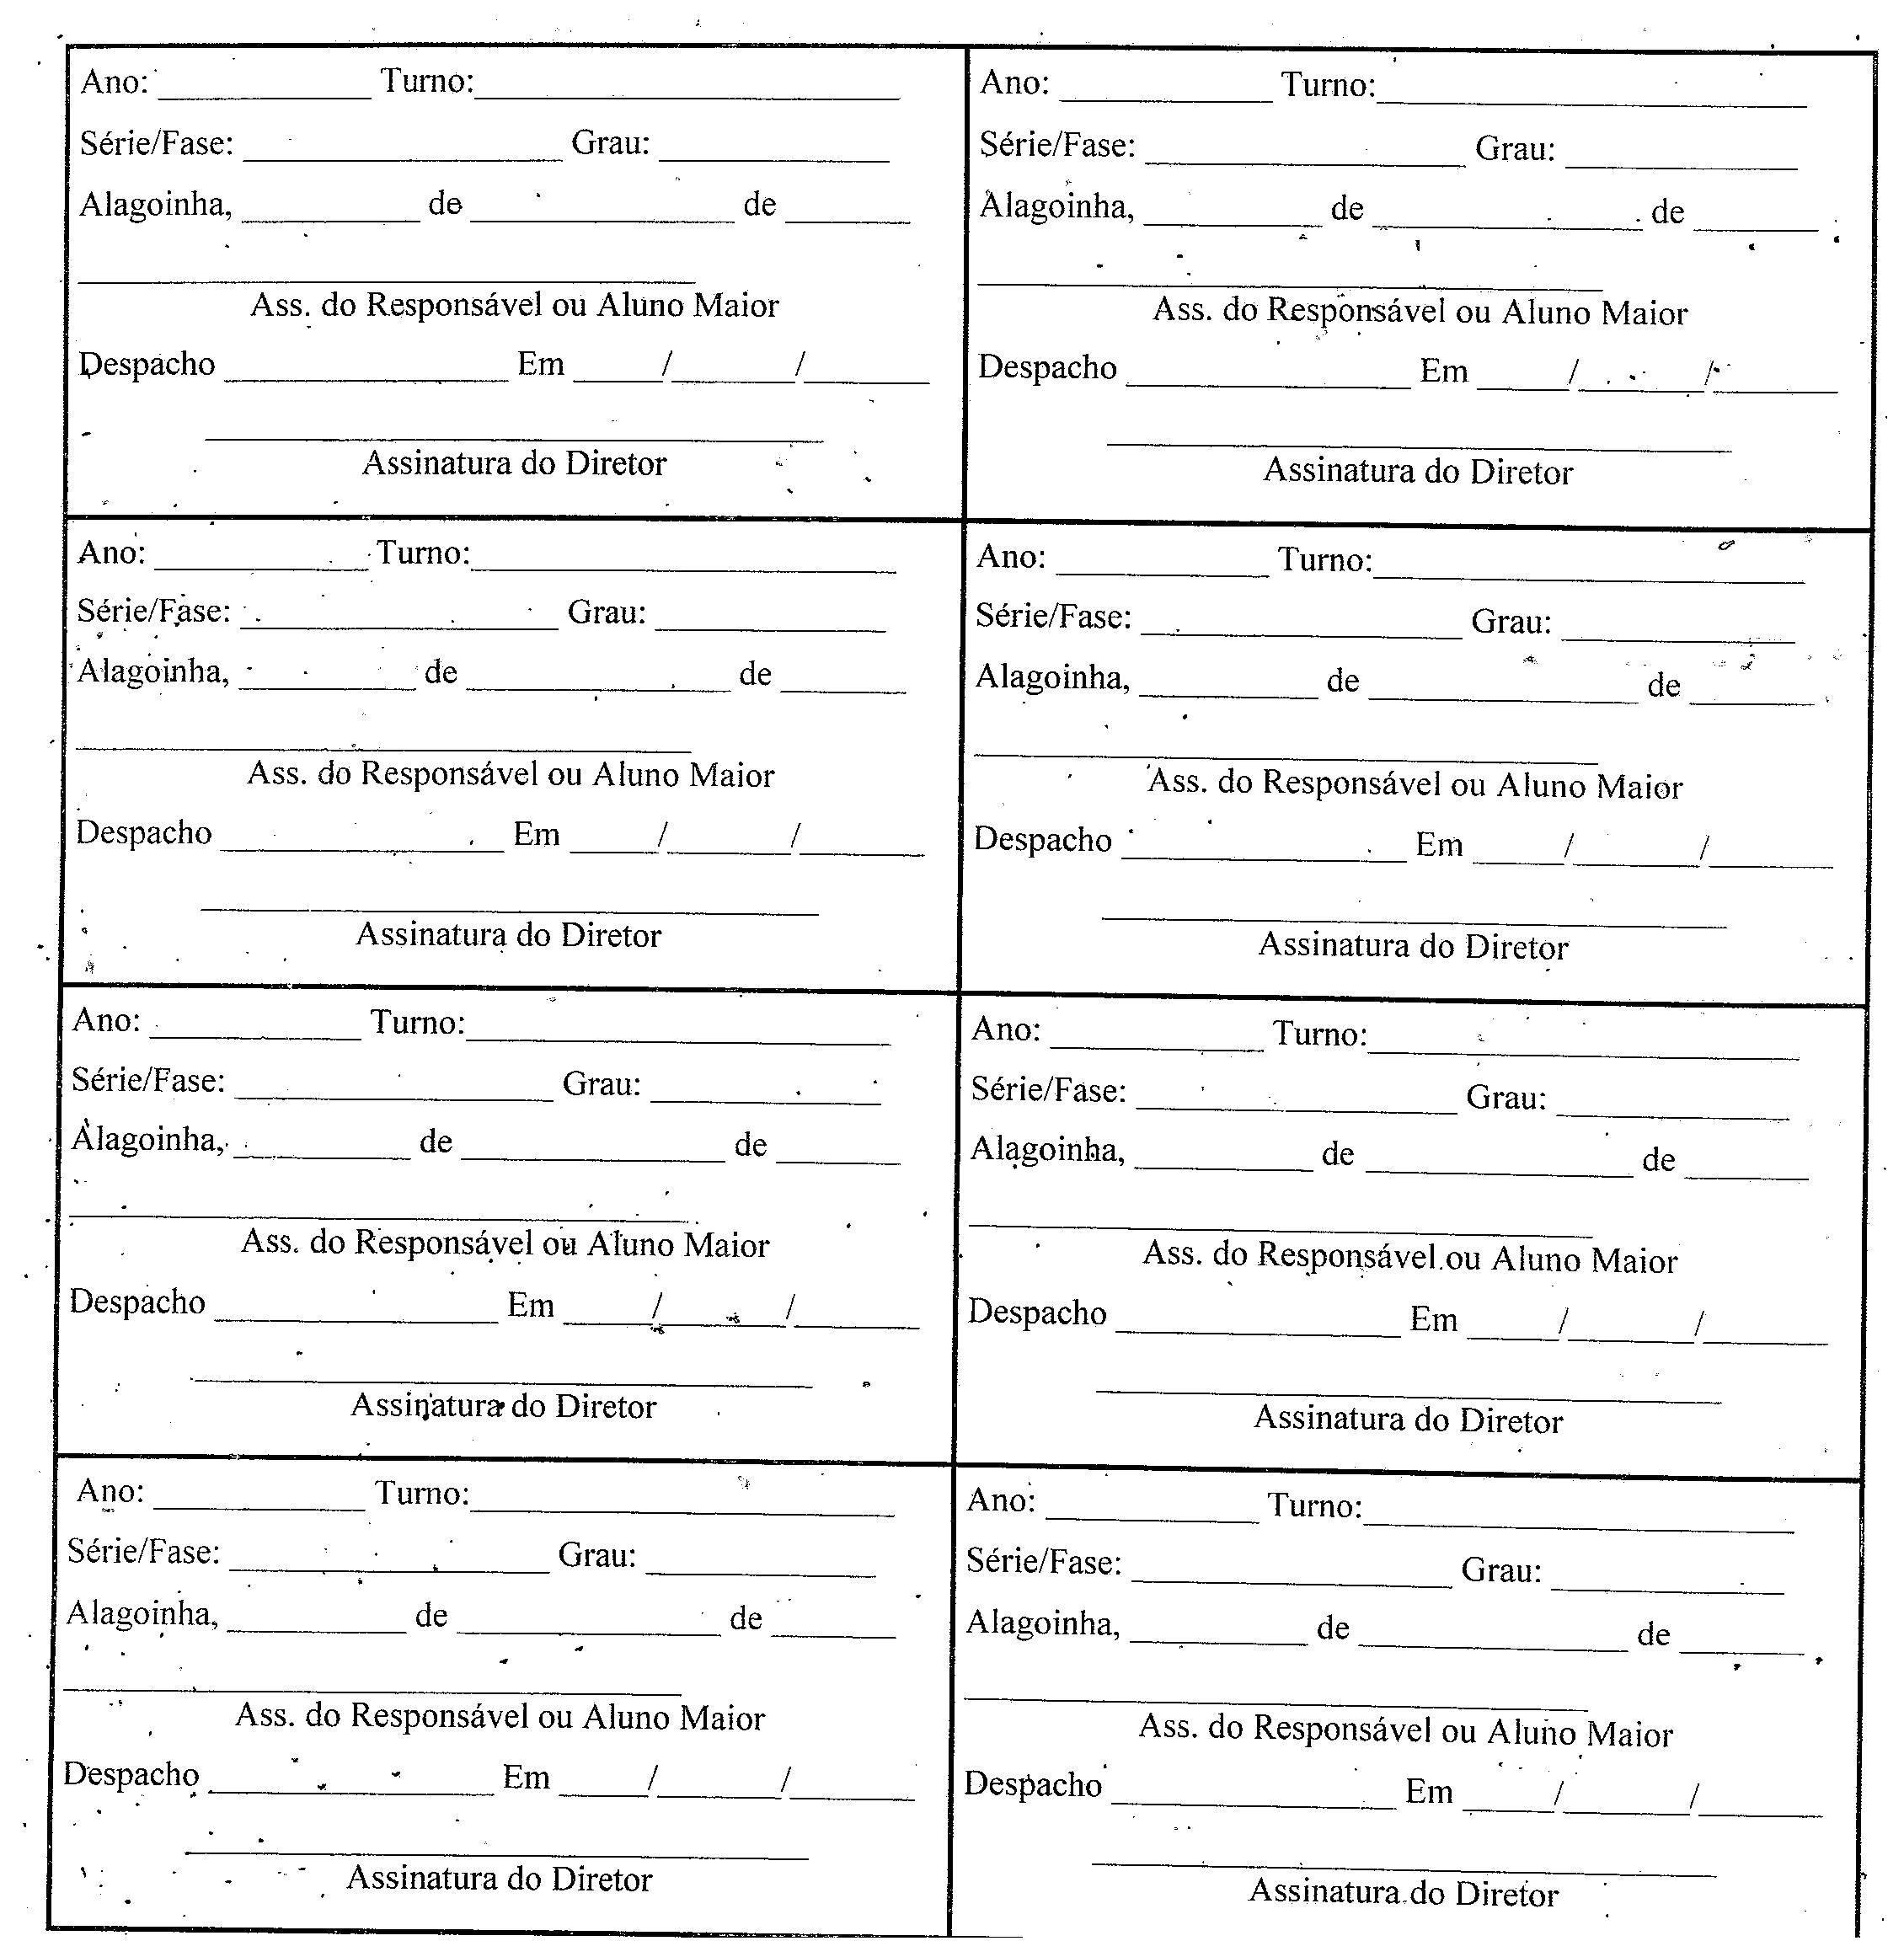 Ano: ____________ Turno:________________________
Série/Fase: __________________ Grau: _____________
Alagoinha, __________ de _______________ de _______
___________________________________
Ass. do Responsável ou Aluno Maior
Despacho ________________ Em _____/_______/_______
___________________________________
Assinatura do Diretor
Ano: ____________ Turno:________________________
Série/Fase: __________________ Grau: _____________
Alagoinha, __________ de _______________ de _______
___________________________________
Ass. do Responsável ou Aluno Maior
Despacho ________________ Em _____/_______/_______
___________________________________
Assinatura do Diretor
Ano: ____________ Turno:________________________
Série/Fase: __________________ Grau: _____________
Alagoinha, __________ de _______________ de _______
___________________________________
Ass. do Responsável ou Aluno Maior
Despacho ________________ Em _____/_______/_______
___________________________________
Assinatura do Diretor
Ano: ____________ Turno:________________________
Série/Fase: __________________ Grau: _____________
Alagoinha, __________ de _______________ de _______
___________________________________
Ass. do Responsável ou Aluno Maior
Despacho ________________ Em _____/_______/_______
___________________________________
Assinatura do Diretor
Ano: ____________ Turno:________________________
Série/Fase: __________________ Grau: _____________
Alagoinha, __________ de _______________ de _______
___________________________________
Ass. do Responsável ou Aluno Maior
Despacho ________________ Em _____/_______/_______
___________________________________
Assinatura do Diretor
Ano: ____________ Turno:________________________
Série/Fase: __________________ Grau: _____________
Alagoinha, __________ de _______________ de _______
___________________________________
Ass. do Responsável ou Aluno Maior
Despacho ________________ Em _____/_______/_______
___________________________________
Assinatura do Diretor
Ano: ____________ Turno:________________________
Série/Fase: __________________ Grau: _____________
Alagoinha, __________ de _______________ de _______
___________________________________
Ass. do Responsável ou Aluno Maior
Despacho ________________ Em _____/_______/_______
___________________________________
Assinatura do Diretor
Ano: ____________ Turno:________________________
Série/Fase: __________________ Grau: _____________
Alagoinha, __________ de _______________ de _______
___________________________________
Ass. do Responsável ou Aluno Maior
Despacho ________________ Em _____/_______/_______
___________________________________
Assinatura do Diretor